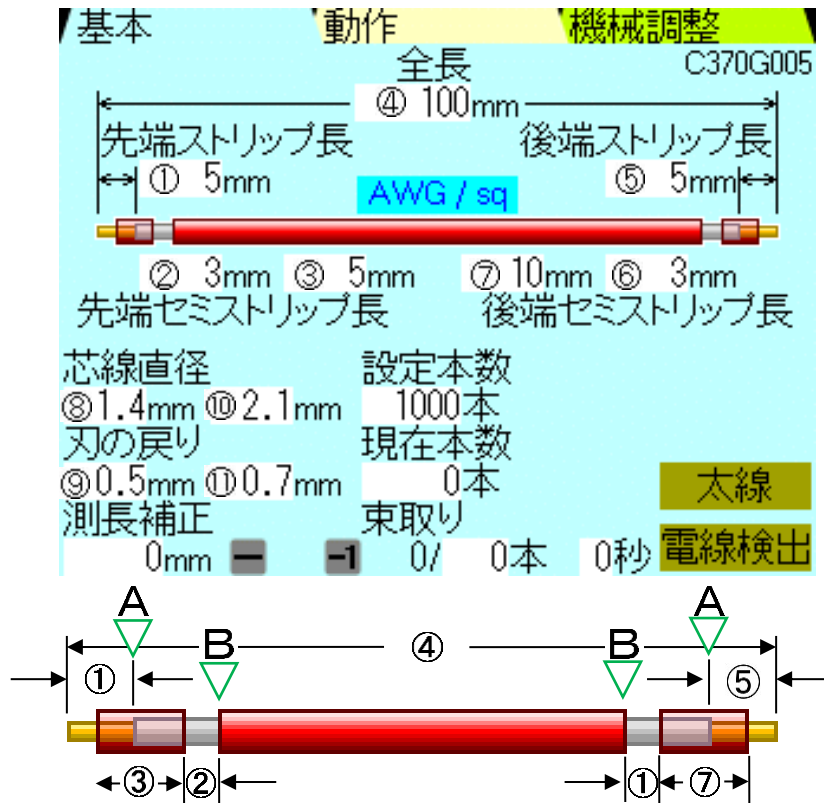 基本 動作 機械調整
全長 C370G005
④ 100mm
先端ストリップ長 後端ストリップ長
① 5mm ⑤ 5mm
AWG / sq
② 3mm ③ 5mm ⑦ 10mm ⑥ 3mm
先端セミストリップ長 後端セミストリップ長
芯線直径 設定本数
⑧1.4mm ⑩2.1mm 1000本
刃の戻り 現在本数
⑨0.5mm ⑪0.7mm 0本 太線
測長補正 束取り
0mm − -1 0/ 0本 0秒 電線検出
A A
B ④ B
① ⑤
③ ② ① ⑦